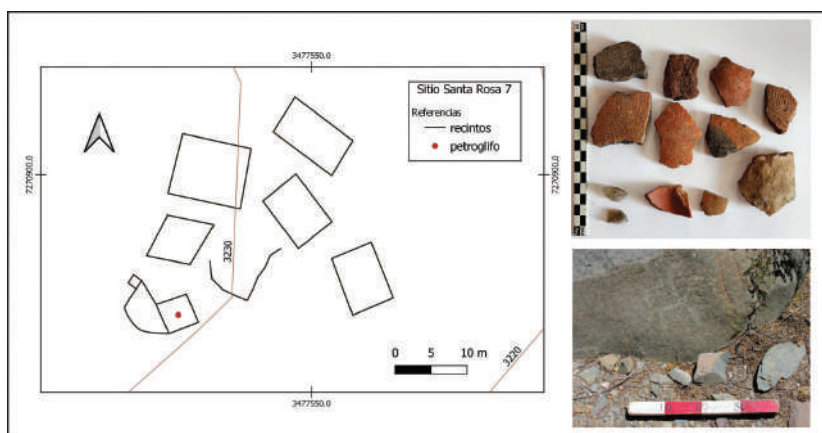 3477550.0
Sitio Santa Rosa 7
Referencias
recintos
petroglifo
7270900.0
7270900.0
3230
0 5 10 m
3220
3477550.0